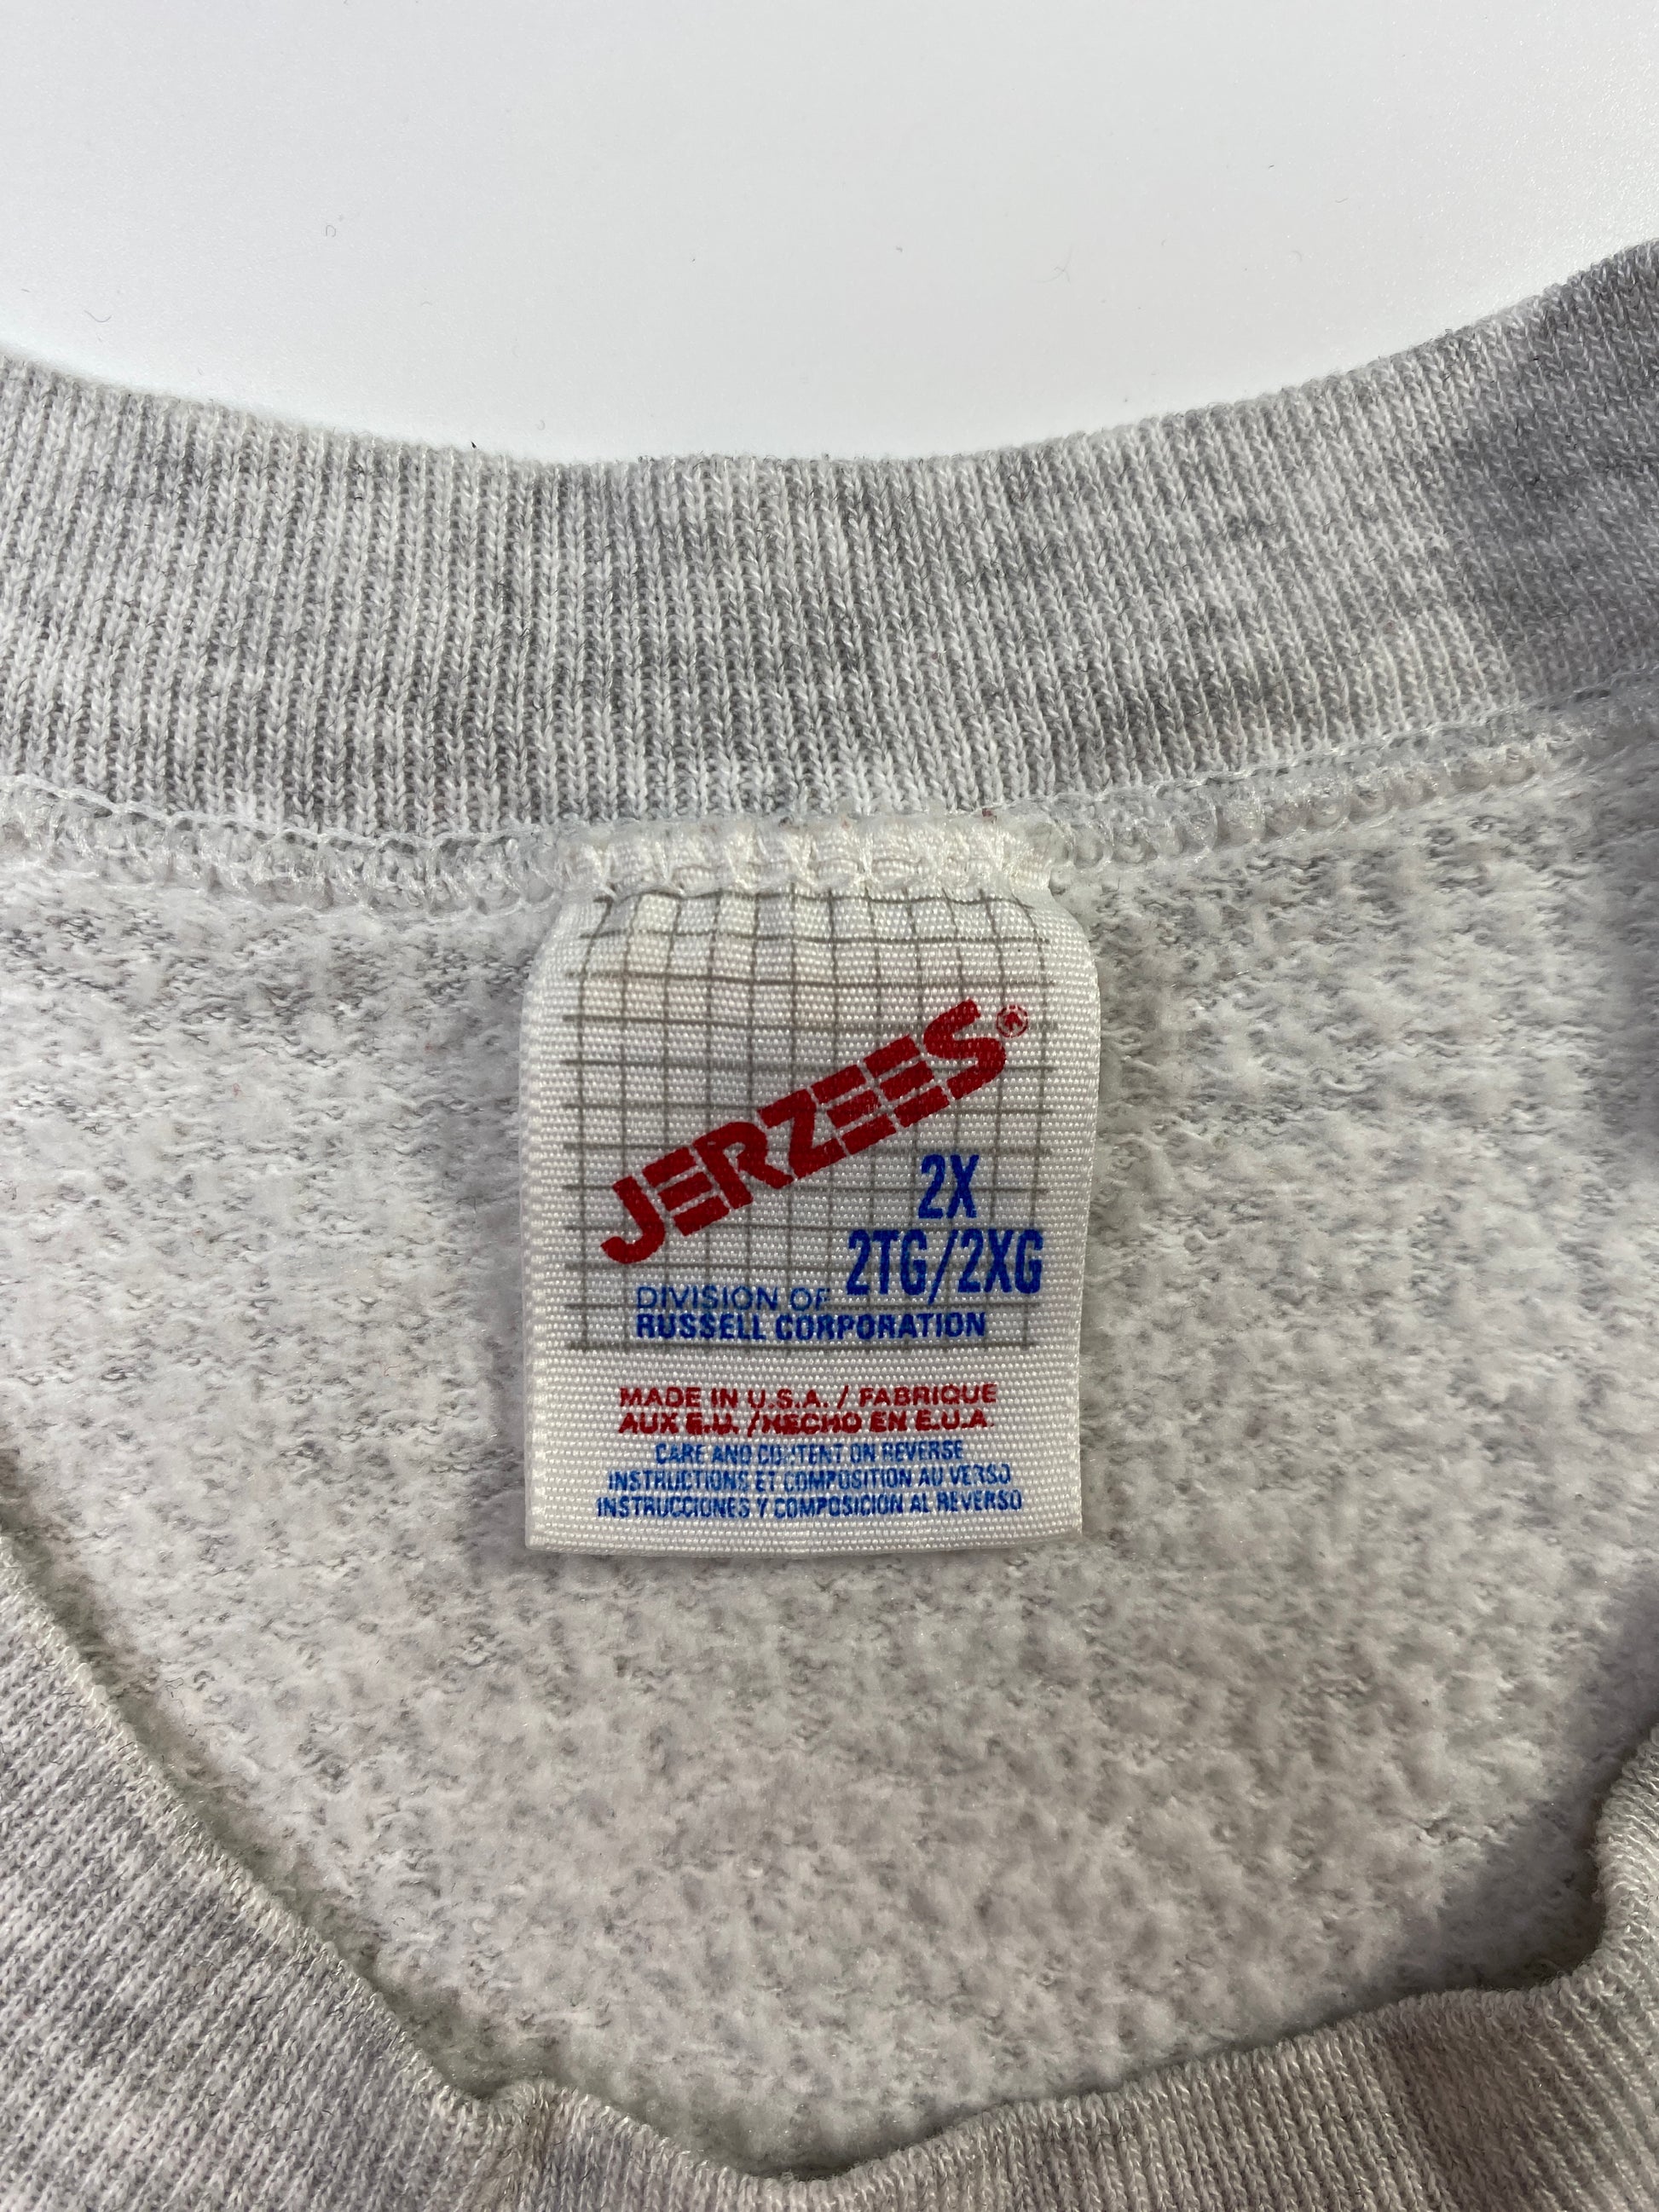 JERZEES®
2X
2TG/2XG
DIVISION OF
RUSSELL CORPORATION
MADE IN U.S.A. / FABRIQUE
AUX E.U. / HECHO EN E.U.A.
CARE AND CONTENT ON REVERSE
INSTRUCTIONS ET COMPOSITION AU VERSO
INSTRUCCIONES Y COMPOSICION AL REVERSO